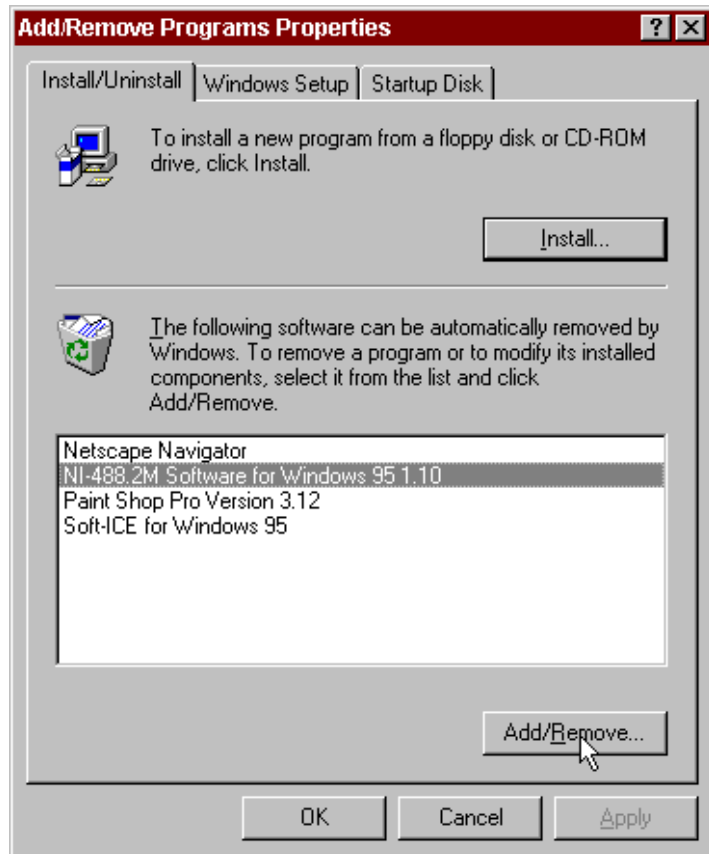 Add/Remove Programs Properties
Install/Uninstall
Windows Setup
Startup Disk
To install a new program from a floppy disk or CD-ROM
drive, click Install.
Install...
The following software can be automatically removed by
Windows. To remove a program or to modify its installed
components, select it from the list and click
Add/Remove.
Netscape Navigator
NI-488.2M Software for Windows 95 1.10
Paint Shop Pro Version 3.12
Soft-ICE for Windows 95
Add/Remove...
OK
Cancel
Apply